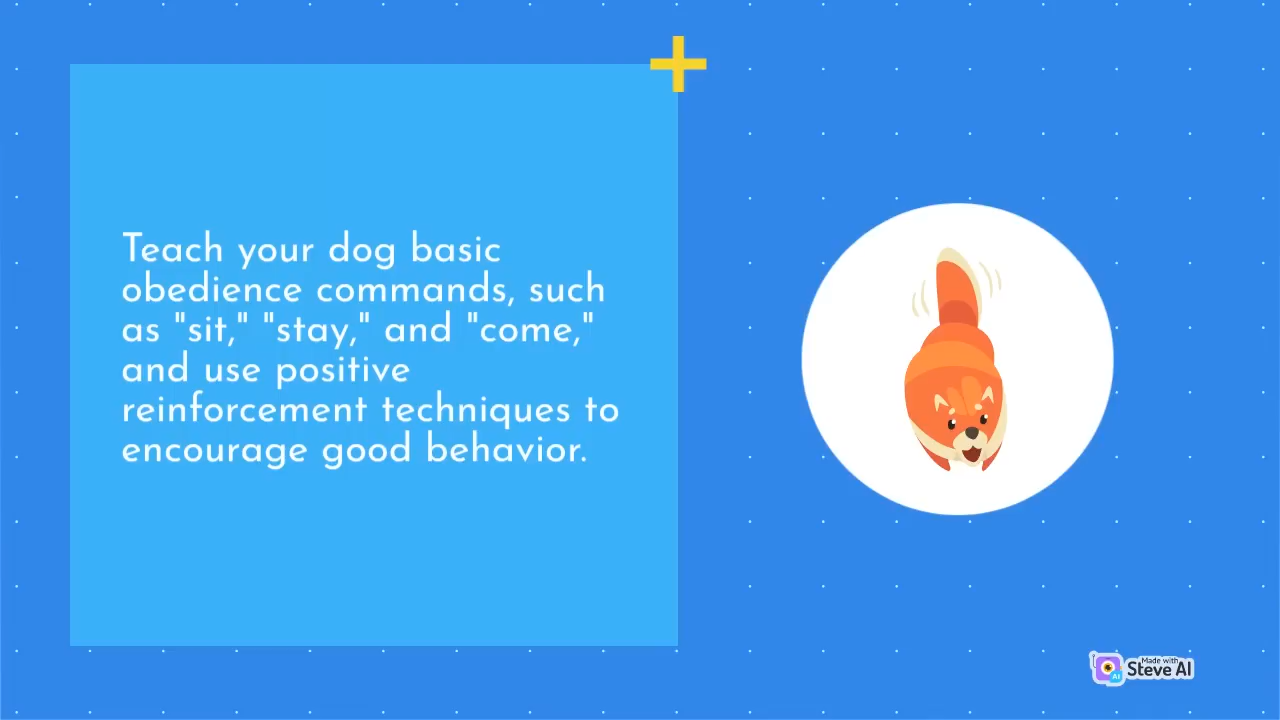 Teach your dog basic
obedience commands, such
as "sit," "stay," and "come,"
and use positive
reinforcement techniques to
encourage good behavior.
Made with
Steve AI
AI